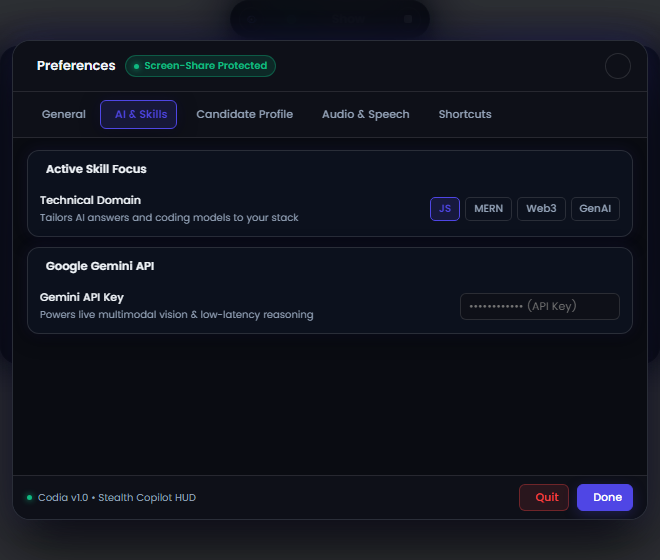 Preferences
Screen-Share Protected
General
AI & Skills
Candidate Profile
Audio & Speech
Shortcuts
Active Skill Focus
Technical Domain
Tailors AI answers and coding models to your stack
JS
MERN
Web3
GenAI
Google Gemini API
Gemini API Key
Powers live multimodal vision & low-latency reasoning
•••••••••••• (API Key)
Codia v1.0 • Stealth Copilot HUD
Quit
Done